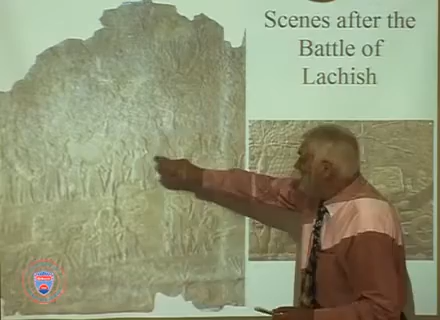 Scenes after the
Battle of
Lachish